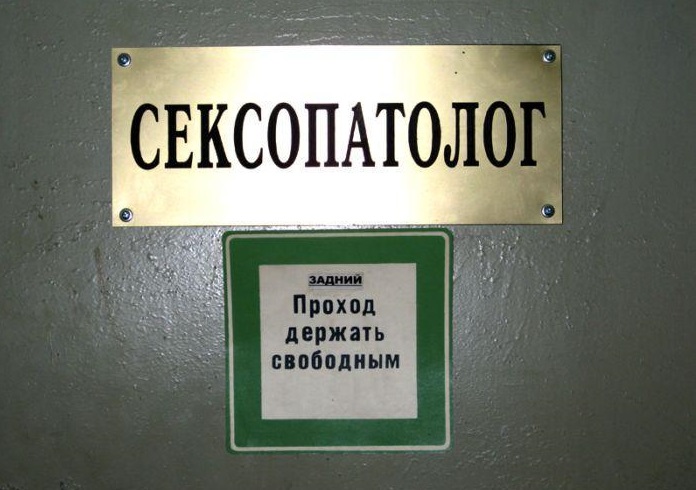 СЕКСОПАТОЛОГ
ЗАДНИЙ
Проход
держать
свободным